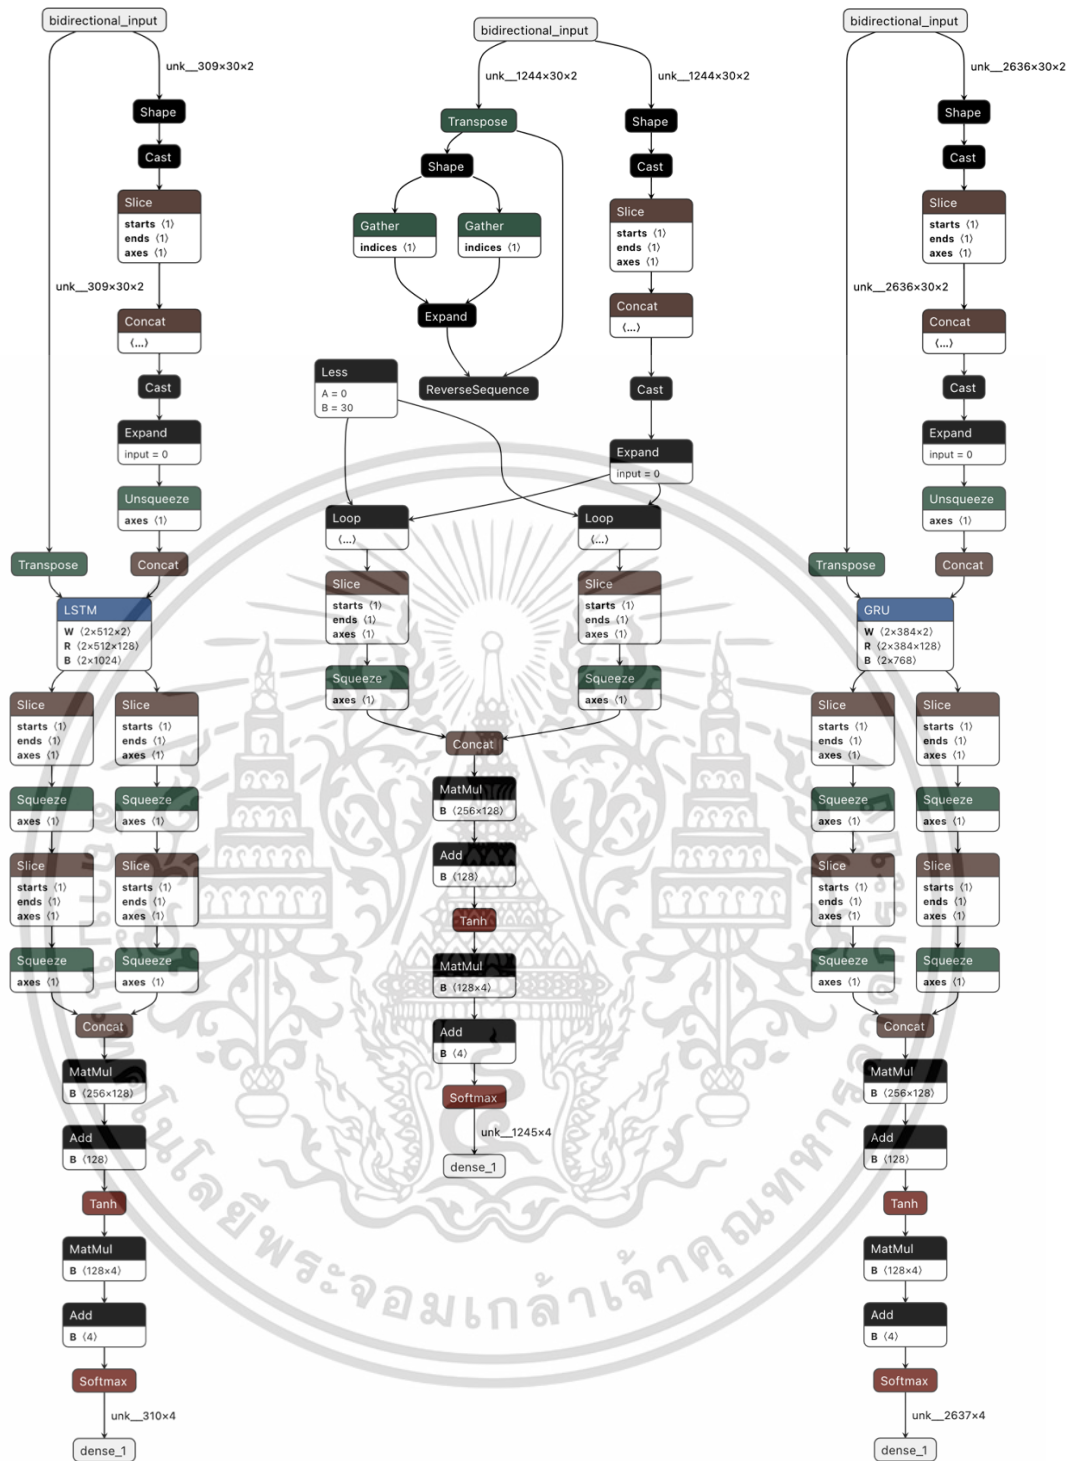 bidirectional_input
unk__309×30×2
Shape
Cast
Slice
starts ⟨1⟩
ends ⟨1⟩
axes ⟨1⟩
unk__309×30×2
Concat
⟨...⟩
Cast
Expand
input = 0
Unsqueeze
axes ⟨1⟩
Transpose
Concat
LSTM
W ⟨2×512×2⟩
R ⟨2×512×128⟩
B ⟨2×1024⟩
Slice
starts ⟨1⟩
ends ⟨1⟩
axes ⟨1⟩
Slice
starts ⟨1⟩
ends ⟨1⟩
axes ⟨1⟩
Squeeze
axes ⟨1⟩
Squeeze
axes ⟨1⟩
Slice
starts ⟨1⟩
ends ⟨1⟩
axes ⟨1⟩
Slice
starts ⟨1⟩
ends ⟨1⟩
axes ⟨1⟩
Squeeze
axes ⟨1⟩
Squeeze
axes ⟨1⟩
Concat
MatMul
B ⟨256×128⟩
Add
B ⟨128⟩
Tanh
MatMul
B ⟨128×4⟩
Add
B ⟨4⟩
Softmax
unk__310×4
dense_1
bidirectional_input
unk__1244×30×2
unk__1244×30×2
Transpose
Shape
Shape
Cast
Gather
indices ⟨1⟩
Gather
indices ⟨1⟩
Slice
starts ⟨1⟩
ends ⟨1⟩
axes ⟨1⟩
Expand
Concat
⟨...⟩
Less
A = 0
B = 30
ReverseSequence
Cast
Expand
input = 0
Loop
⟨...⟩
Loop
⟨...⟩
Slice
starts ⟨1⟩
ends ⟨1⟩
axes ⟨1⟩
Slice
starts ⟨1⟩
ends ⟨1⟩
axes ⟨1⟩
Squeeze
axes ⟨1⟩
Squeeze
axes ⟨1⟩
Concat
MatMul
B ⟨256×128⟩
Add
B ⟨128⟩
Tanh
MatMul
B ⟨128×4⟩
Add
B ⟨4⟩
Softmax
unk__1245×4
dense_1
bidirectional_input
unk__2636×30×2
Shape
Cast
Slice
starts ⟨1⟩
ends ⟨1⟩
axes ⟨1⟩
unk__2636×30×2
Concat
⟨...⟩
Cast
Expand
input = 0
Unsqueeze
axes ⟨1⟩
Transpose
Concat
GRU
W ⟨2×384×2⟩
R ⟨2×384×128⟩
B ⟨2×768⟩
Slice
starts ⟨1⟩
ends ⟨1⟩
axes ⟨1⟩
Slice
starts ⟨1⟩
ends ⟨1⟩
axes ⟨1⟩
Squeeze
axes ⟨1⟩
Squeeze
axes ⟨1⟩
Slice
starts ⟨1⟩
ends ⟨1⟩
axes ⟨1⟩
Slice
starts ⟨1⟩
ends ⟨1⟩
axes ⟨1⟩
Squeeze
axes ⟨1⟩
Squeeze
axes ⟨1⟩
Concat
MatMul
B ⟨256×128⟩
Add
B ⟨128⟩
Tanh
MatMul
B ⟨128×4⟩
Add
B ⟨4⟩
Softmax
unk__2637×4
dense_1